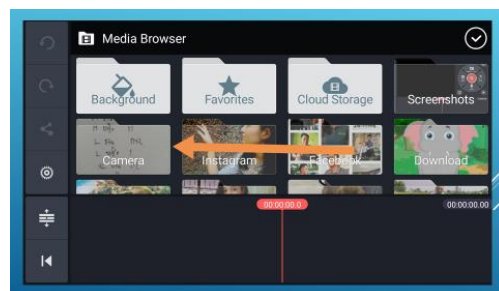 Media Browser
Background
Favorites
Cloud Storage
Screenshots
Camera
Instagram
Facebook
Download
00:00:00.0
00:00:00.00